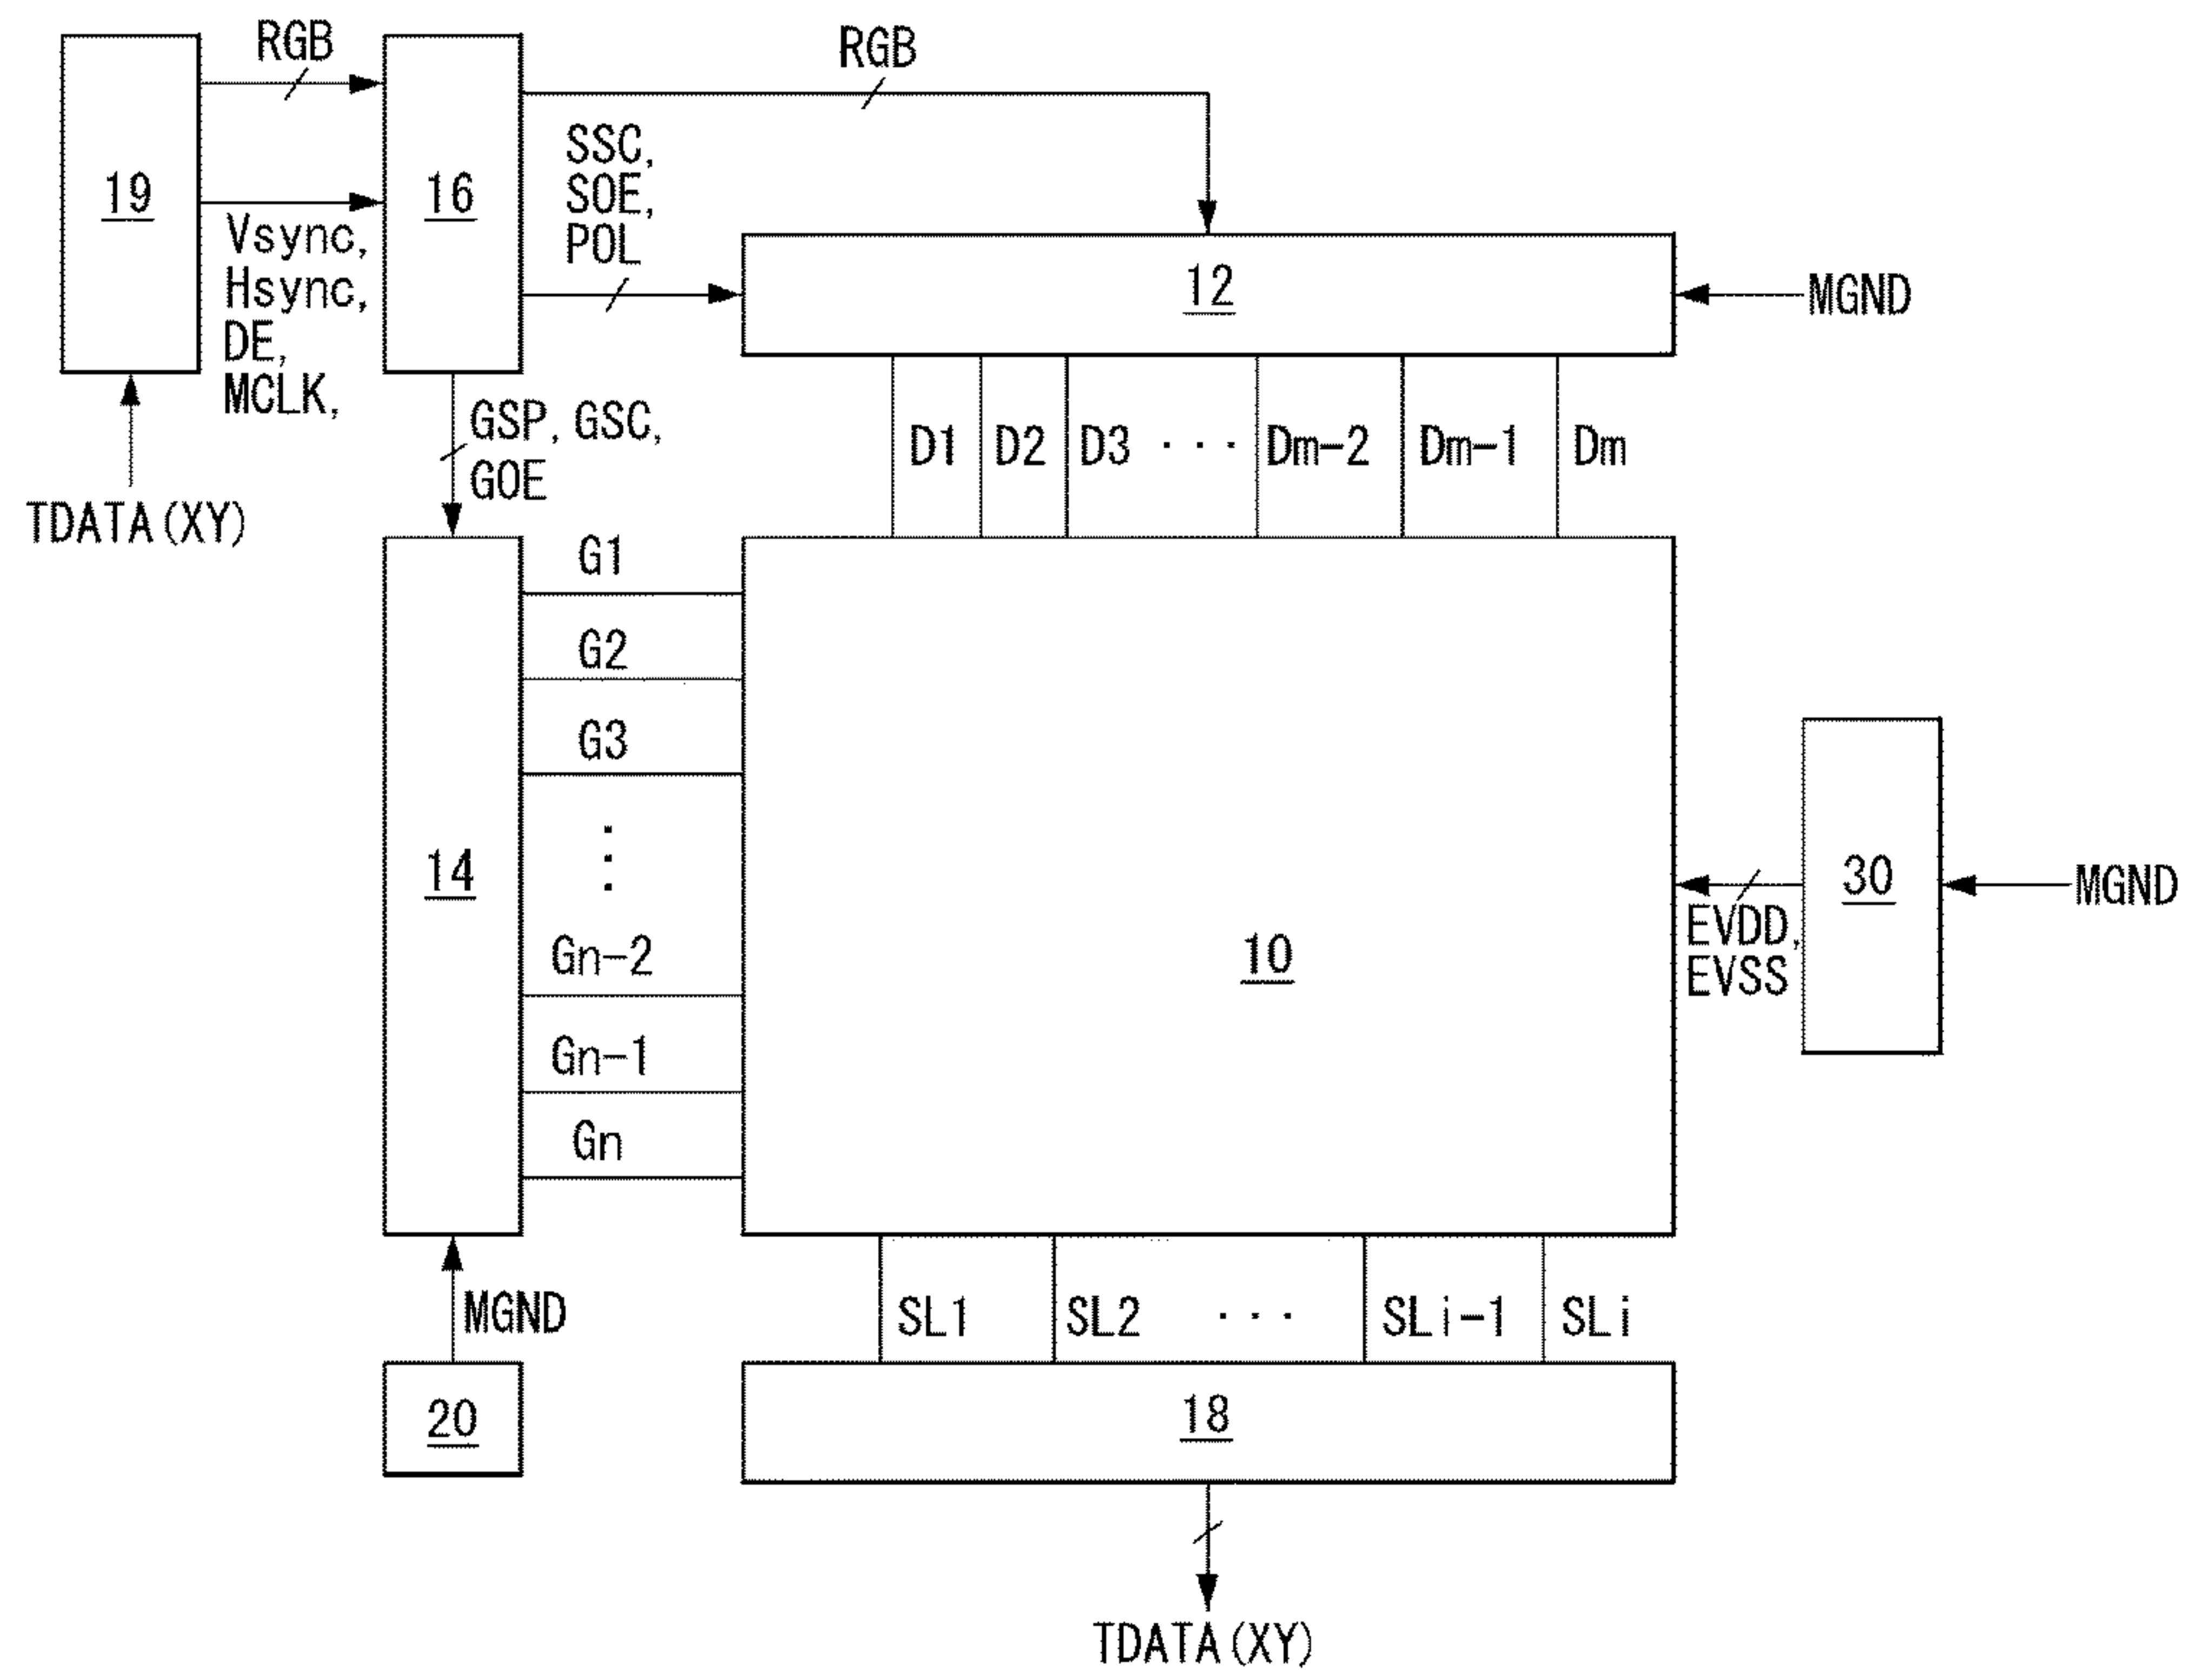 RGB
RGB
19
16
SSC,
SOE,
POL
Vsync,
Hsync,
DE,
MCLK,
12
MGND
GSP, GSC,
GOE
D1 D2 D3 ··· Dm-2 Dm-1 Dm
TDATA(XY)
G1
G2
G3
⋮
Gn-2
Gn-1
Gn
14
10
EVDD,
EVSS
30
MGND
MGND
SL1 SL2 ··· SLi-1 SLi
20
18
TDATA(XY)